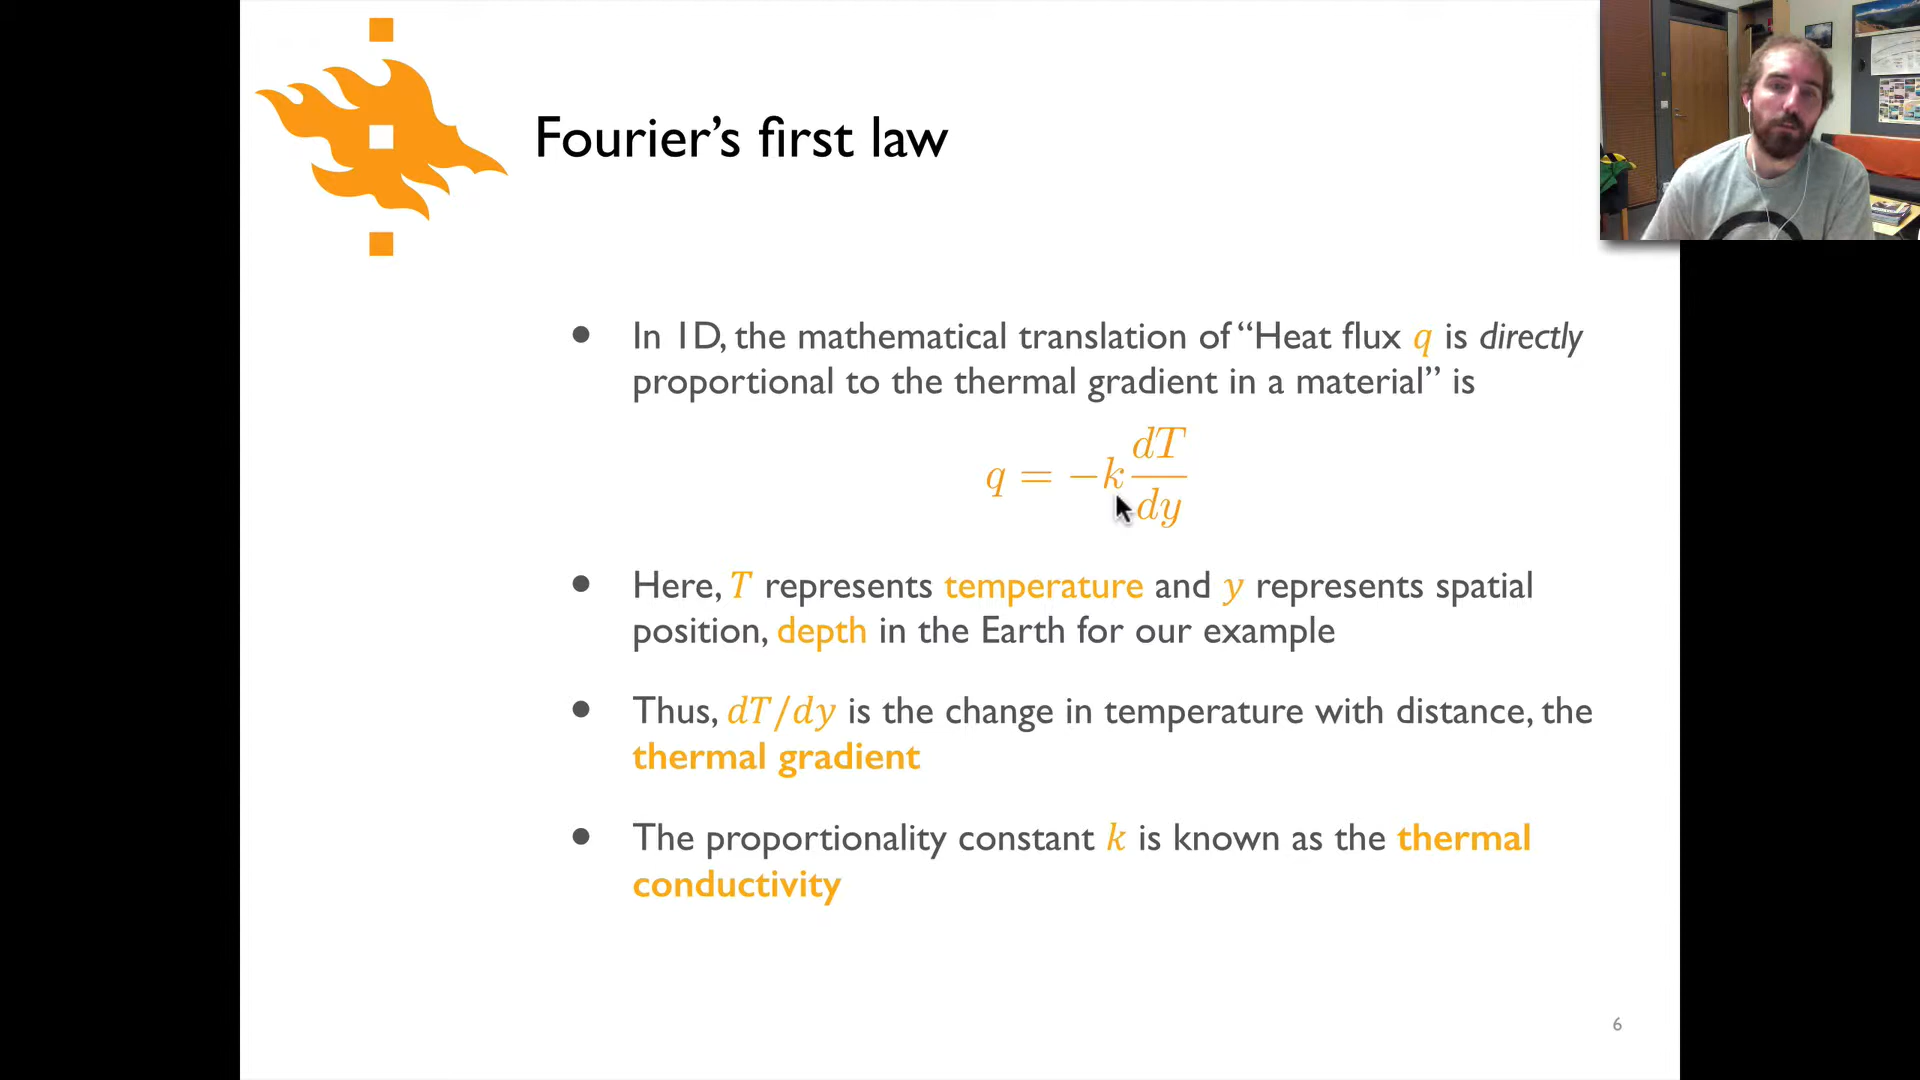 Fourier’s first law
• In 1D, the mathematical translation of “Heat flux q is directly
proportional to the thermal gradient in a material” is
q = −k dT/dy
• Here, T represents temperature and y represents spatial
position, depth in the Earth for our example
• Thus, dT/dy is the change in temperature with distance, the
thermal gradient
• The proportionality constant k is known as the thermal
conductivity
6